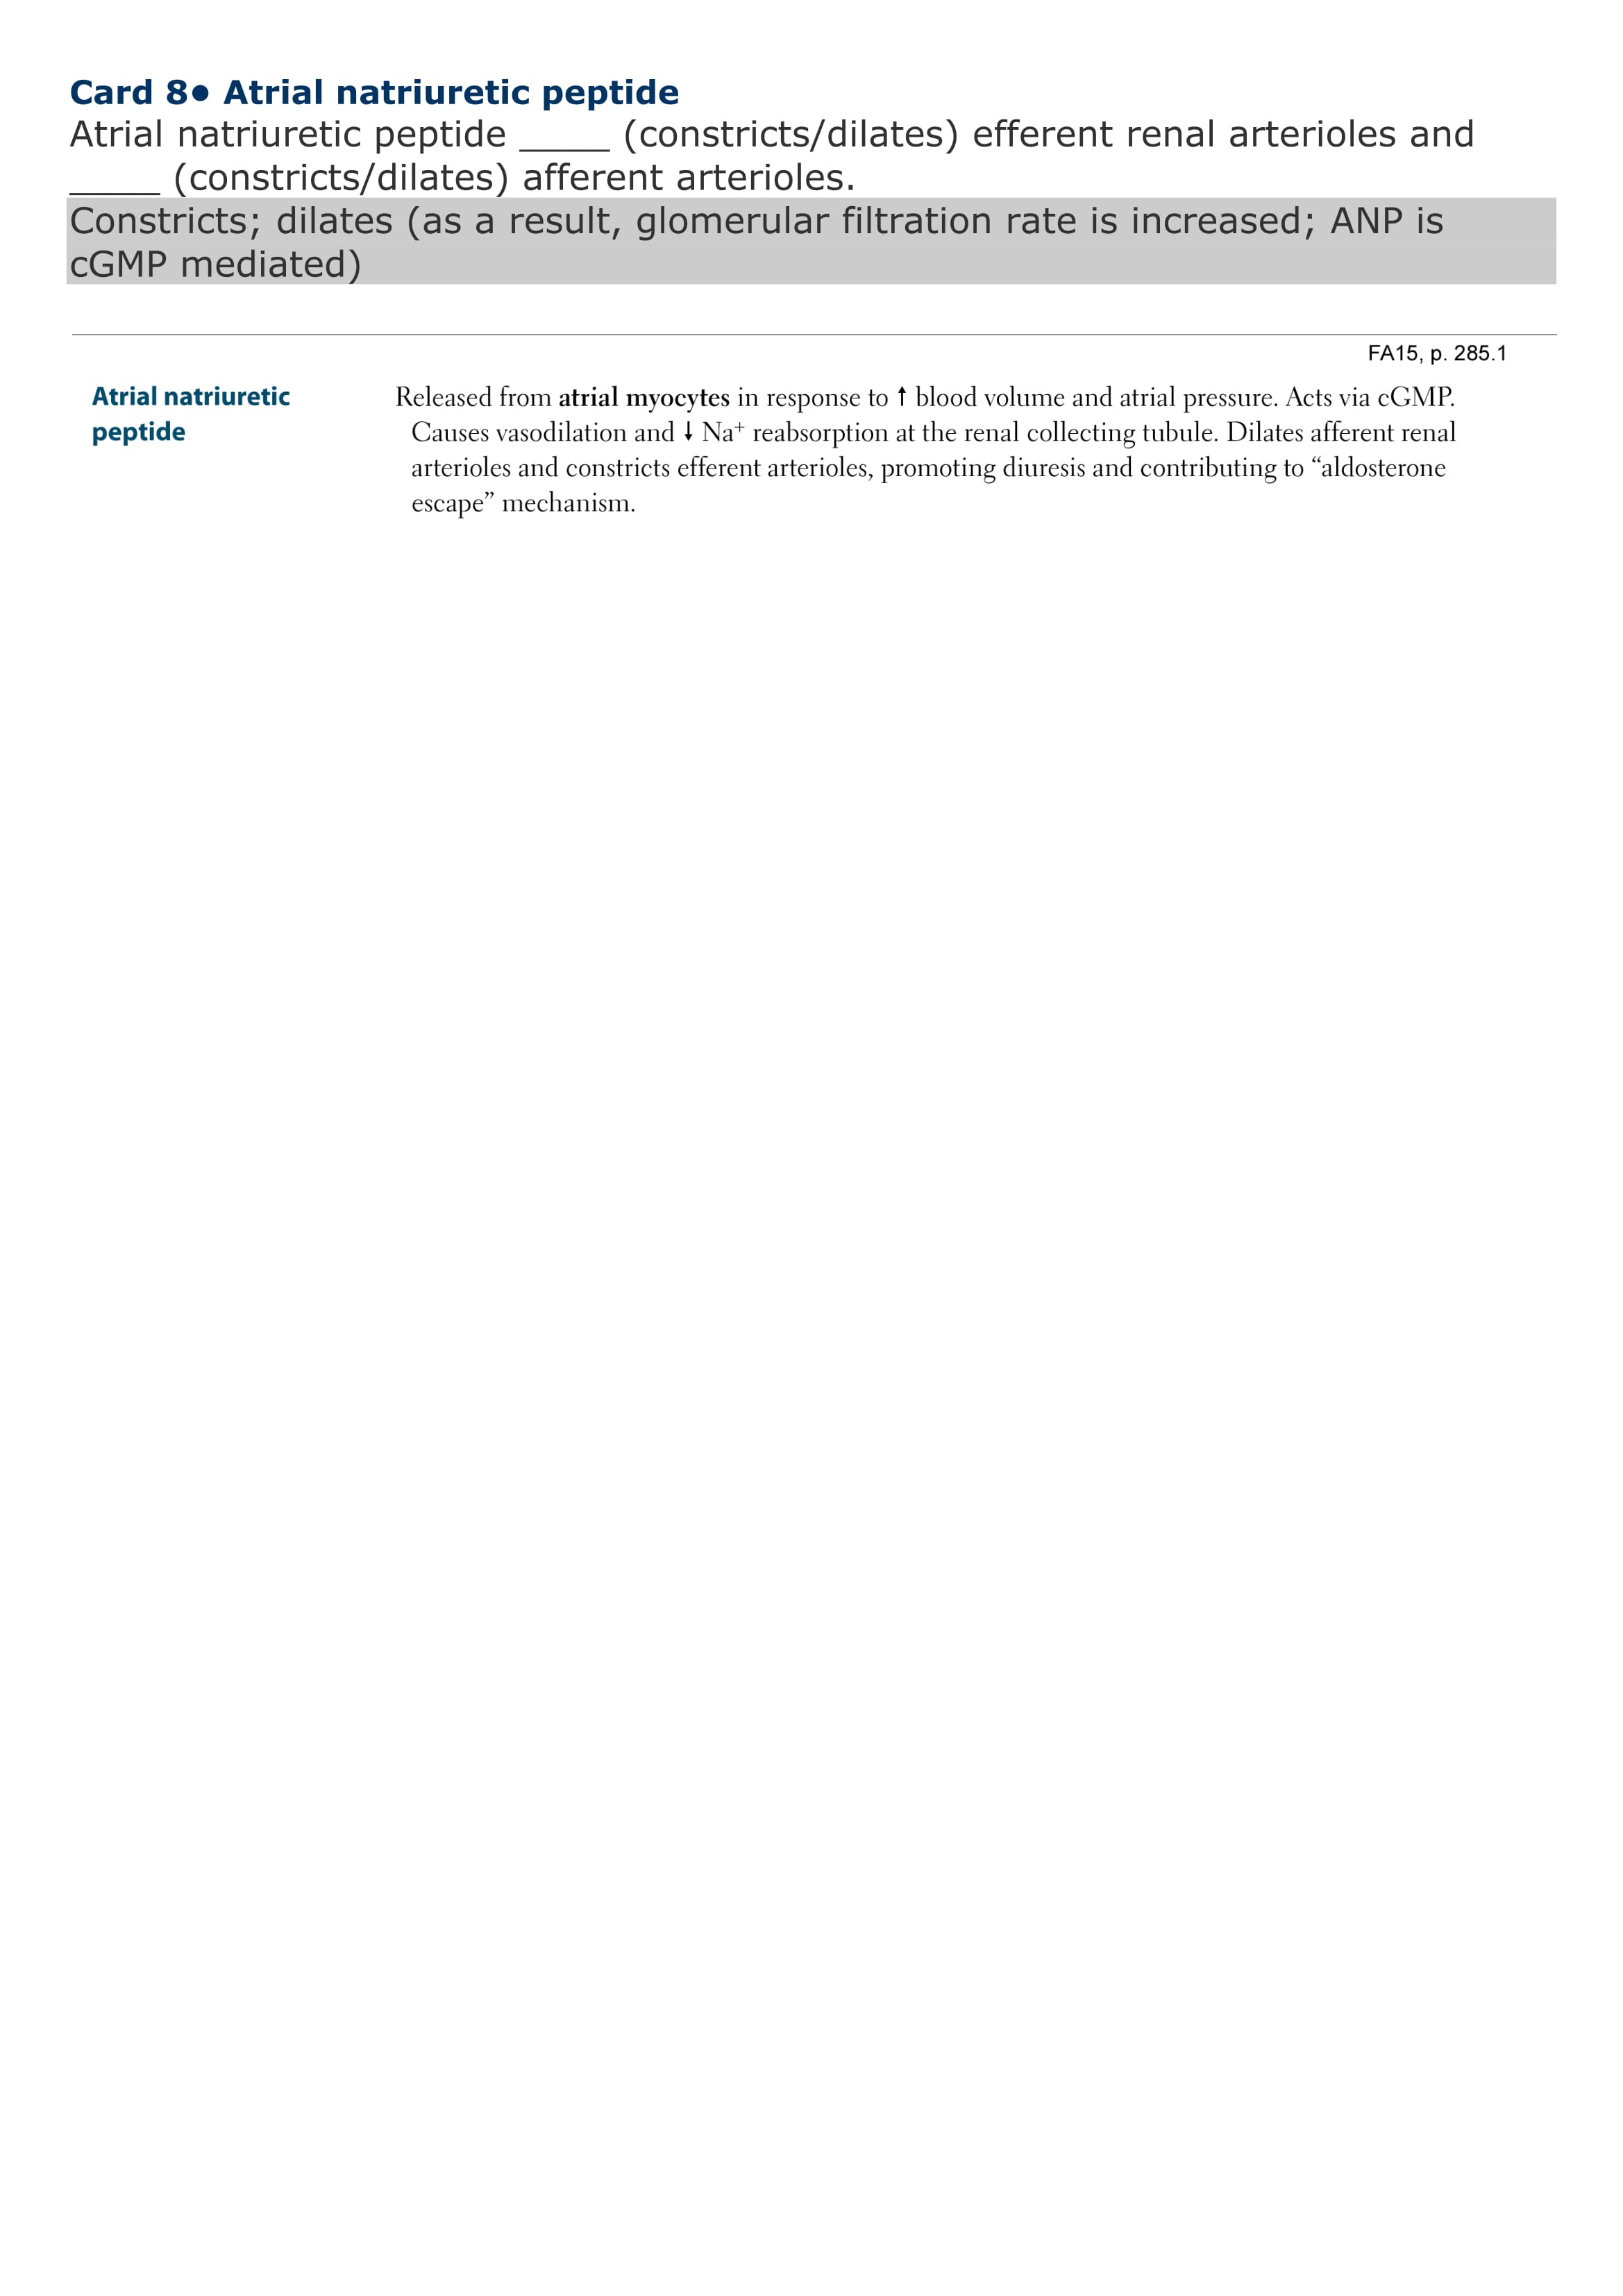 Card 8• Atrial natriuretic peptide
Atrial natriuretic peptide _____ (constricts/dilates) efferent renal arterioles and
_____ (constricts/dilates) afferent arterioles.
Constricts; dilates (as a result, glomerular filtration rate is increased; ANP is
cGMP mediated)
FA15, p. 285.1
Atrial natriuretic
peptide
Released from atrial myocytes in response to ↑ blood volume and atrial pressure. Acts via cGMP.
Causes vasodilation and ↓ Na⁺ reabsorption at the renal collecting tubule. Dilates afferent renal
arterioles and constricts efferent arterioles, promoting diuresis and contributing to “aldosterone
escape” mechanism.